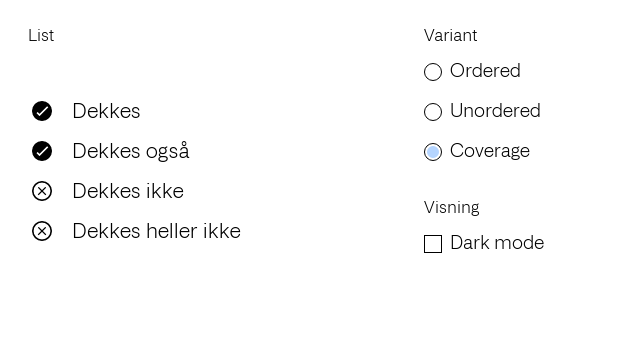 List
Dekkes
Dekkes også
Dekkes ikke
Dekkes heller ikke
Variant
Ordered
Unordered
Coverage
Visning
Dark mode